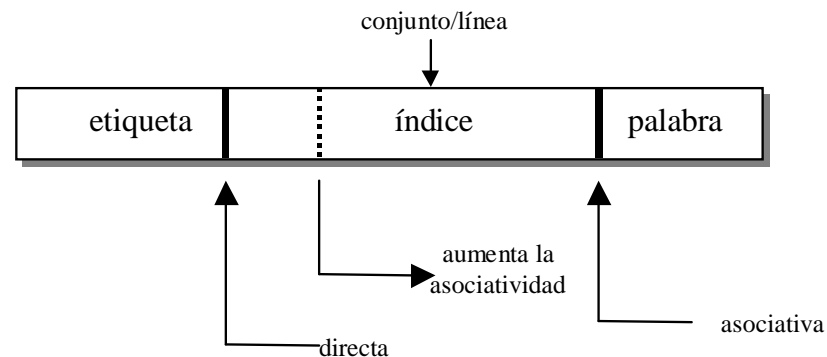 conjunto/línea
etiqueta índice palabra
aumenta la
asociatividad
asociativa
directa